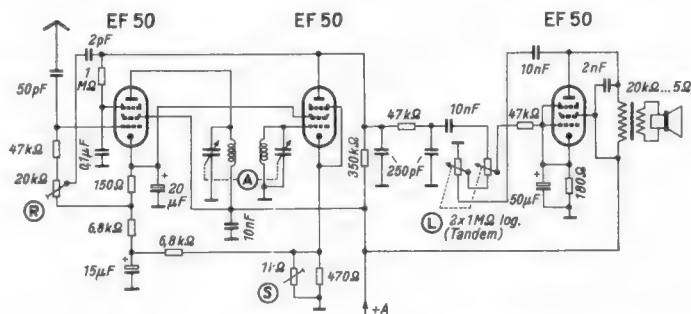 EF 50
EF 50
EF 50
2pF
50pF
1
MΩ
10nF
2nF
20kΩ...5Ω
47kΩ
47kΩ
10nF
47kΩ
0,1µF
20kΩ
R
150Ω
20
µF
A
350kΩ
250pF
50µF
180Ω
L
2x1MΩ log.
(Tandem)
6,8kΩ
10nF
6,8kΩ
15µF
S
470Ω
+A
+
+
+